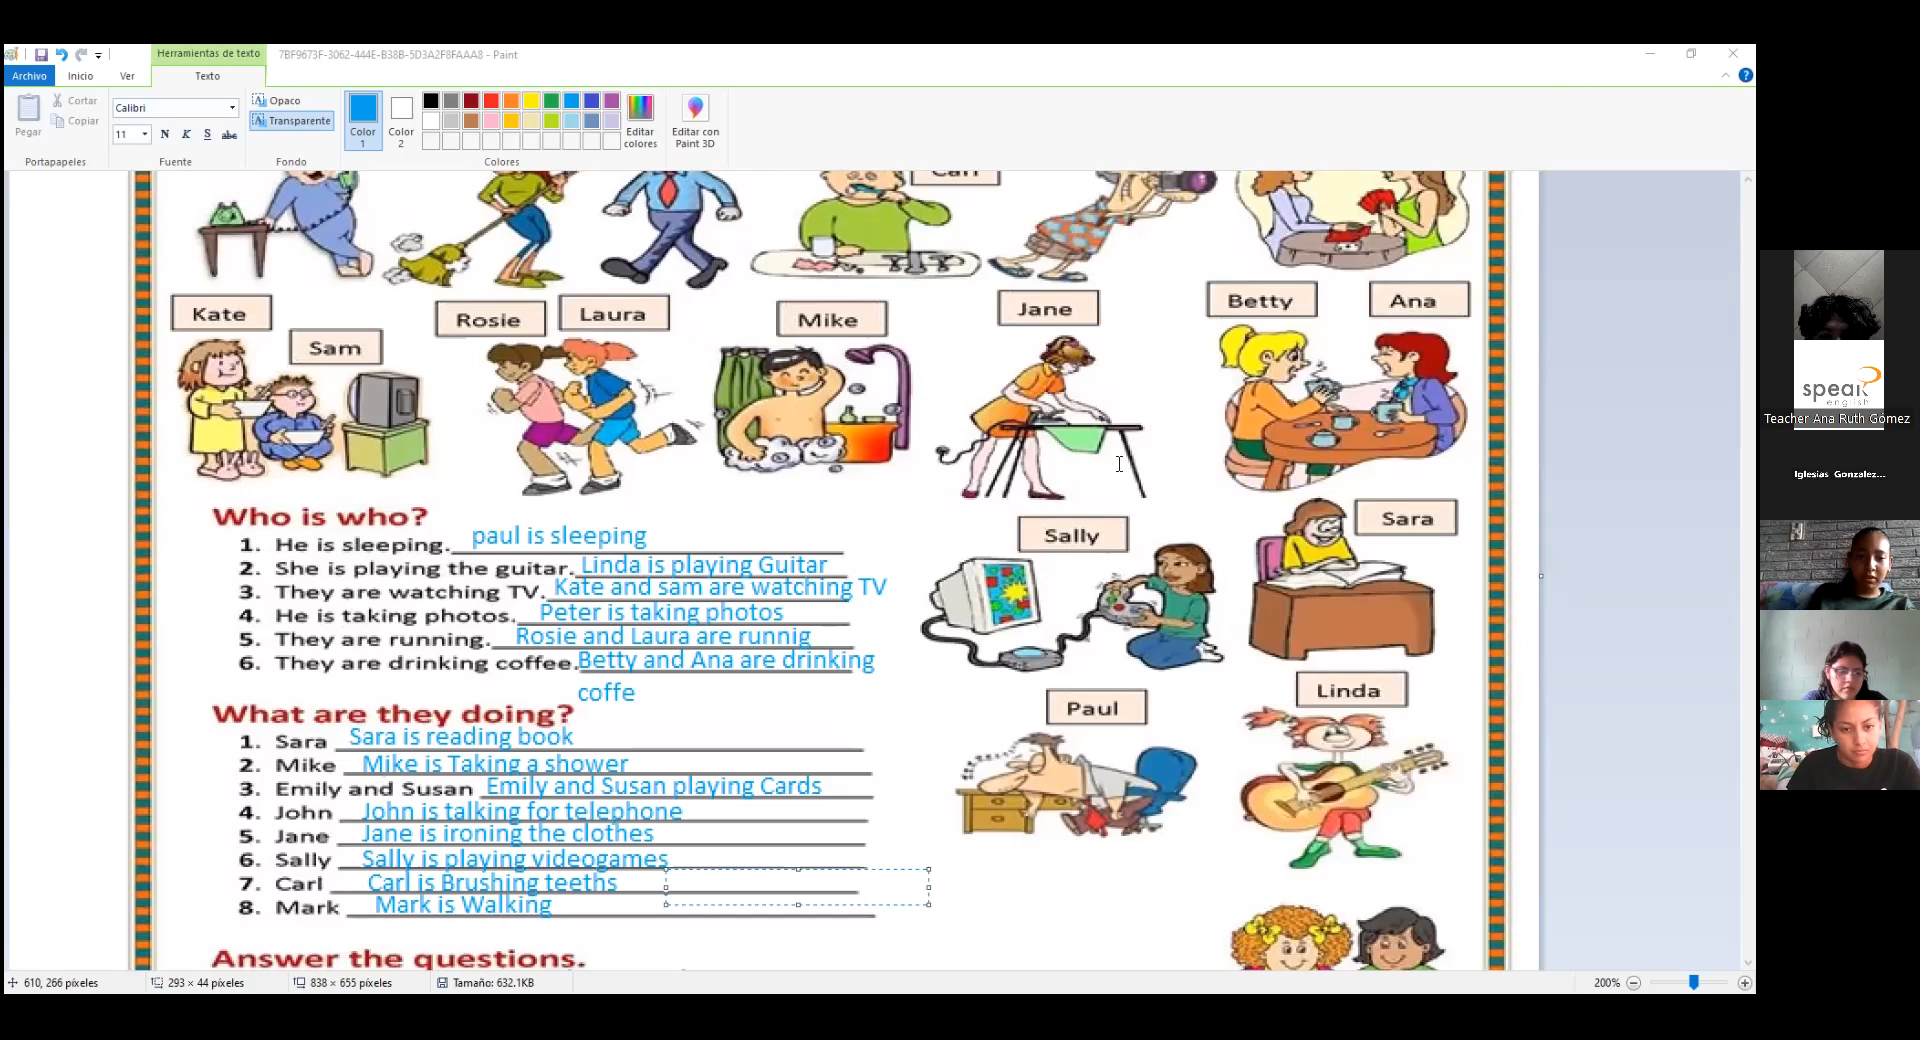 Herramientas de texto
7BF9673F-3062-444E-B38B-5D3A2F8FAAA8 - Paint
Archivo Inicio Ver Texto
Pegar
Cortar
Copiar
Portapapeles
Calibri
11 N K S abc
Fuente
Opaco
Transparente
Fondo
Color 1
Color 2
Editar colores
Editar con Paint 3D
Colores
Carl
Kate
Sam
Rosie
Laura
Mike
Jane
Betty
Ana
Sally
Sara
Paul
Linda
Who is who?
1. He is sleeping. paul is sleeping
2. She is playing the guitar. Linda is playing Guitar
3. They are watching TV. Kate and sam are watching TV
4. He is taking photos. Peter is taking photos
5. They are running. Rosie and Laura are runnig
6. They are drinking coffee. Betty and Ana are drinking
coffe
What are they doing?
1. Sara Sara is reading book
2. Mike Mike is Taking a shower
3. Emily and Susan Emily and Susan playing Cards
4. John John is talking for telephone
5. Jane Jane is ironing the clothes
6. Sally Sally is playing videogames
7. Carl Carl is Brushing teeths
8. Mark Mark is Walking
Answer the questions.
610, 266 píxeles
293 × 44 píxeles
838 × 655 píxeles
Tamaño: 632.1KB
200%
speak
english
Teacher Ana Ruth Gómez
Iglesias Gonzalez...